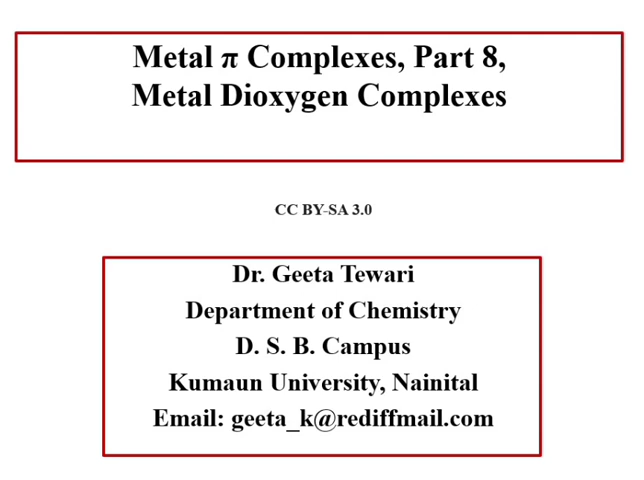 Metal π Complexes, Part 8,
Metal Dioxygen Complexes
CC BY-SA 3.0
Dr. Geeta Tewari
Department of Chemistry
D. S. B. Campus
Kumaun University, Nainital
Email: geeta_k@rediffmail.com